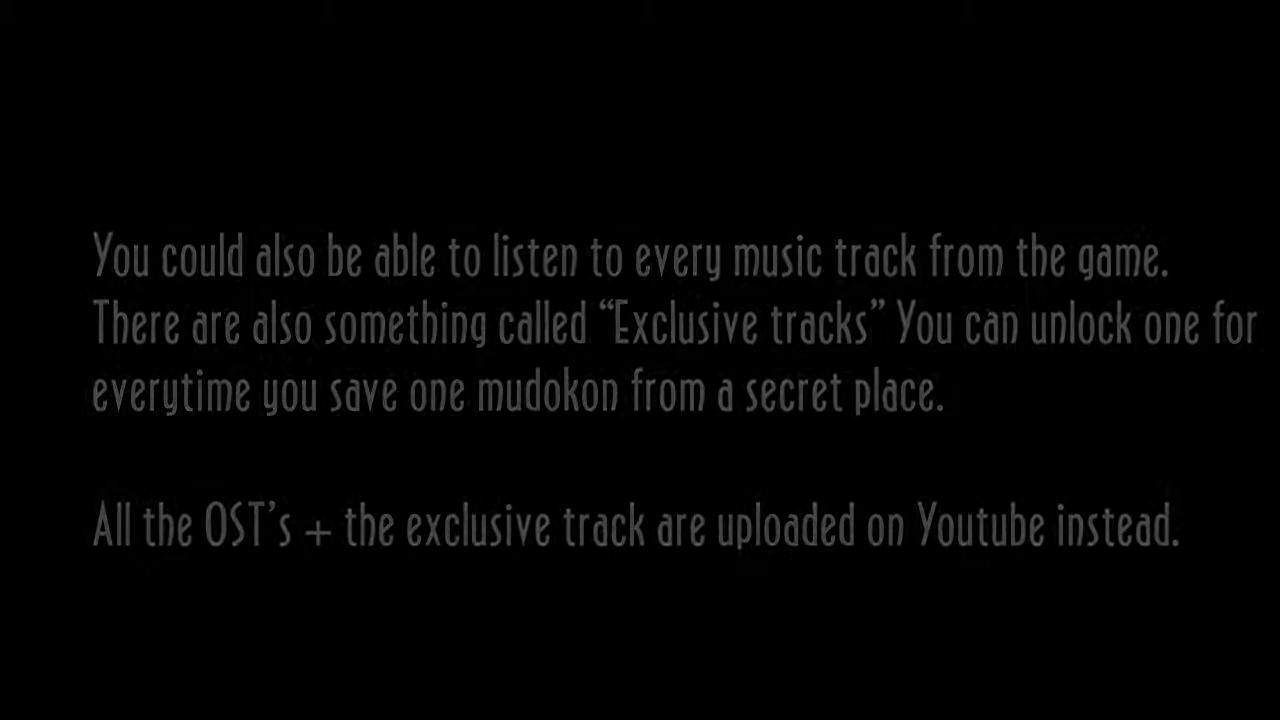 You could also be able to listen to every music track from the game.
There are also something called “Exclusive tracks” You can unlock one for
everytime you save one mudokon from a secret place.
All the OST’s + the exclusive track are uploaded on Youtube instead.